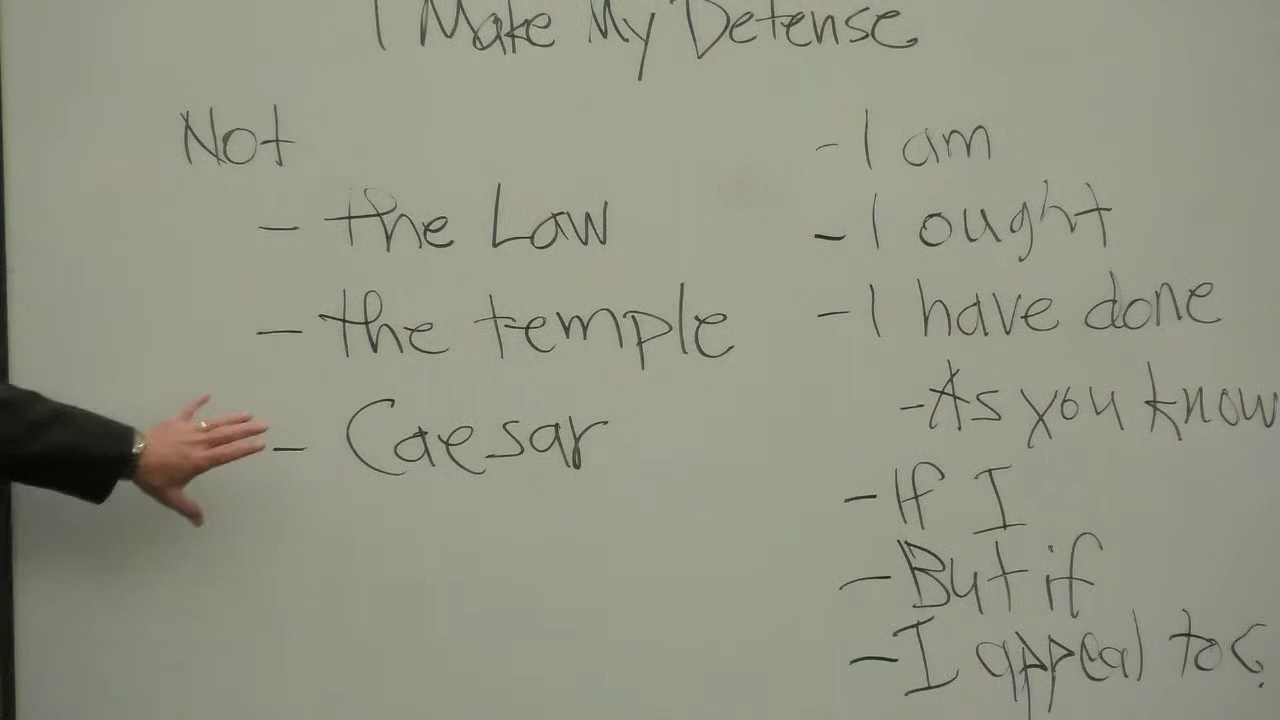 I Make My Defense
Not
- the Law
- the temple
- Caesar
- I am
- I ought
- I have done
- As you know
- If I
- But if
- I appeal to